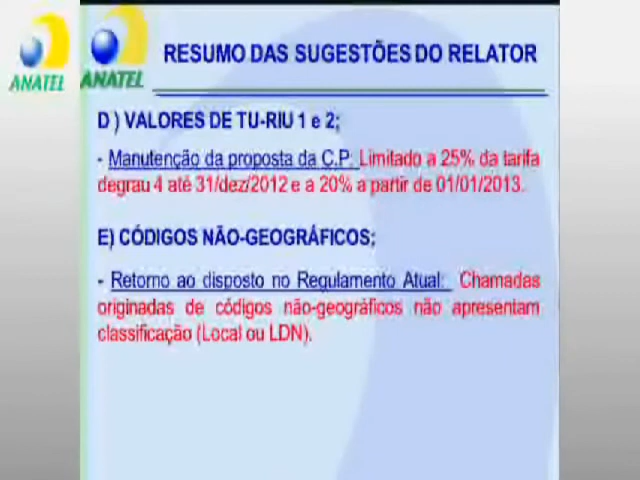 ANATEL
ANATEL
RESUMO DAS SUGESTÕES DO RELATOR
D ) VALORES DE TU-RIU 1 e 2;
- Manutenção da proposta da C.P: Limitado a 25% da tarifa
degrau 4 até 31/dez/2012 e a 20% a partir de 01/01/2013.
E) CÓDIGOS NÃO-GEOGRÁFICOS;
- Retorno ao disposto no Regulamento Atual: Chamadas
originadas de códigos não-geográficos não apresentam
classificação (Local ou LDN).